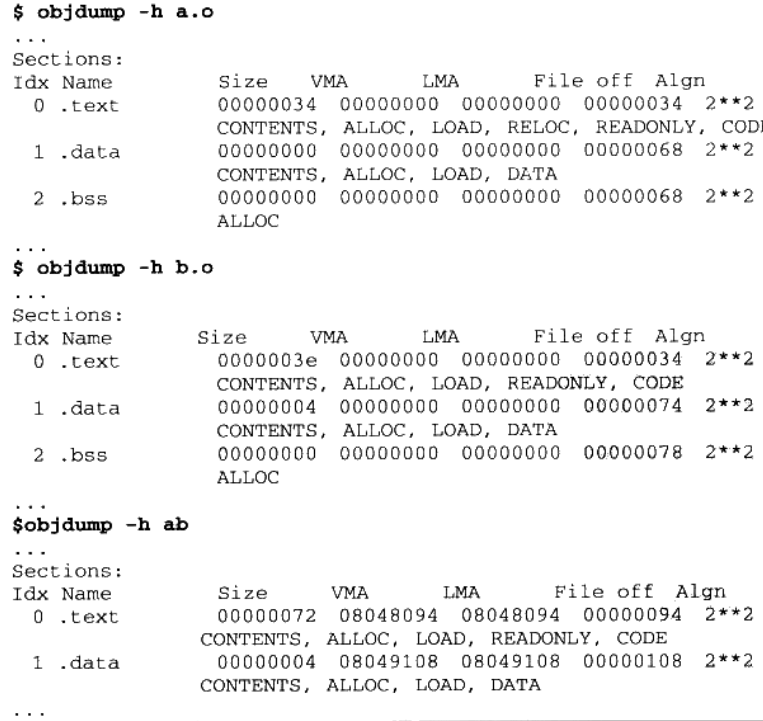 $ objdump -h a.o
...
Sections:
Idx Name Size VMA LMA File off Algn
0 .text 00000034 00000000 00000000 00000034 2**2
CONTENTS, ALLOC, LOAD, RELOC, READONLY, CODE
1 .data 00000000 00000000 00000000 00000068 2**2
CONTENTS, ALLOC, LOAD, DATA
2 .bss 00000000 00000000 00000000 00000068 2**2
ALLOC
...
$ objdump -h b.o
...
Sections:
Idx Name Size VMA LMA File off Algn
0 .text 0000003e 00000000 00000000 00000034 2**2
CONTENTS, ALLOC, LOAD, READONLY, CODE
1 .data 00000004 00000000 00000000 00000074 2**2
CONTENTS, ALLOC, LOAD, DATA
2 .bss 00000000 00000000 00000000 00000078 2**2
ALLOC
...
$objdump -h ab
...
Sections:
Idx Name Size VMA LMA File off Algn
0 .text 00000072 08048094 08048094 00000094 2**2
CONTENTS, ALLOC, LOAD, READONLY, CODE
1 .data 00000004 08049108 08049108 00000108 2**2
CONTENTS, ALLOC, LOAD, DATA
...